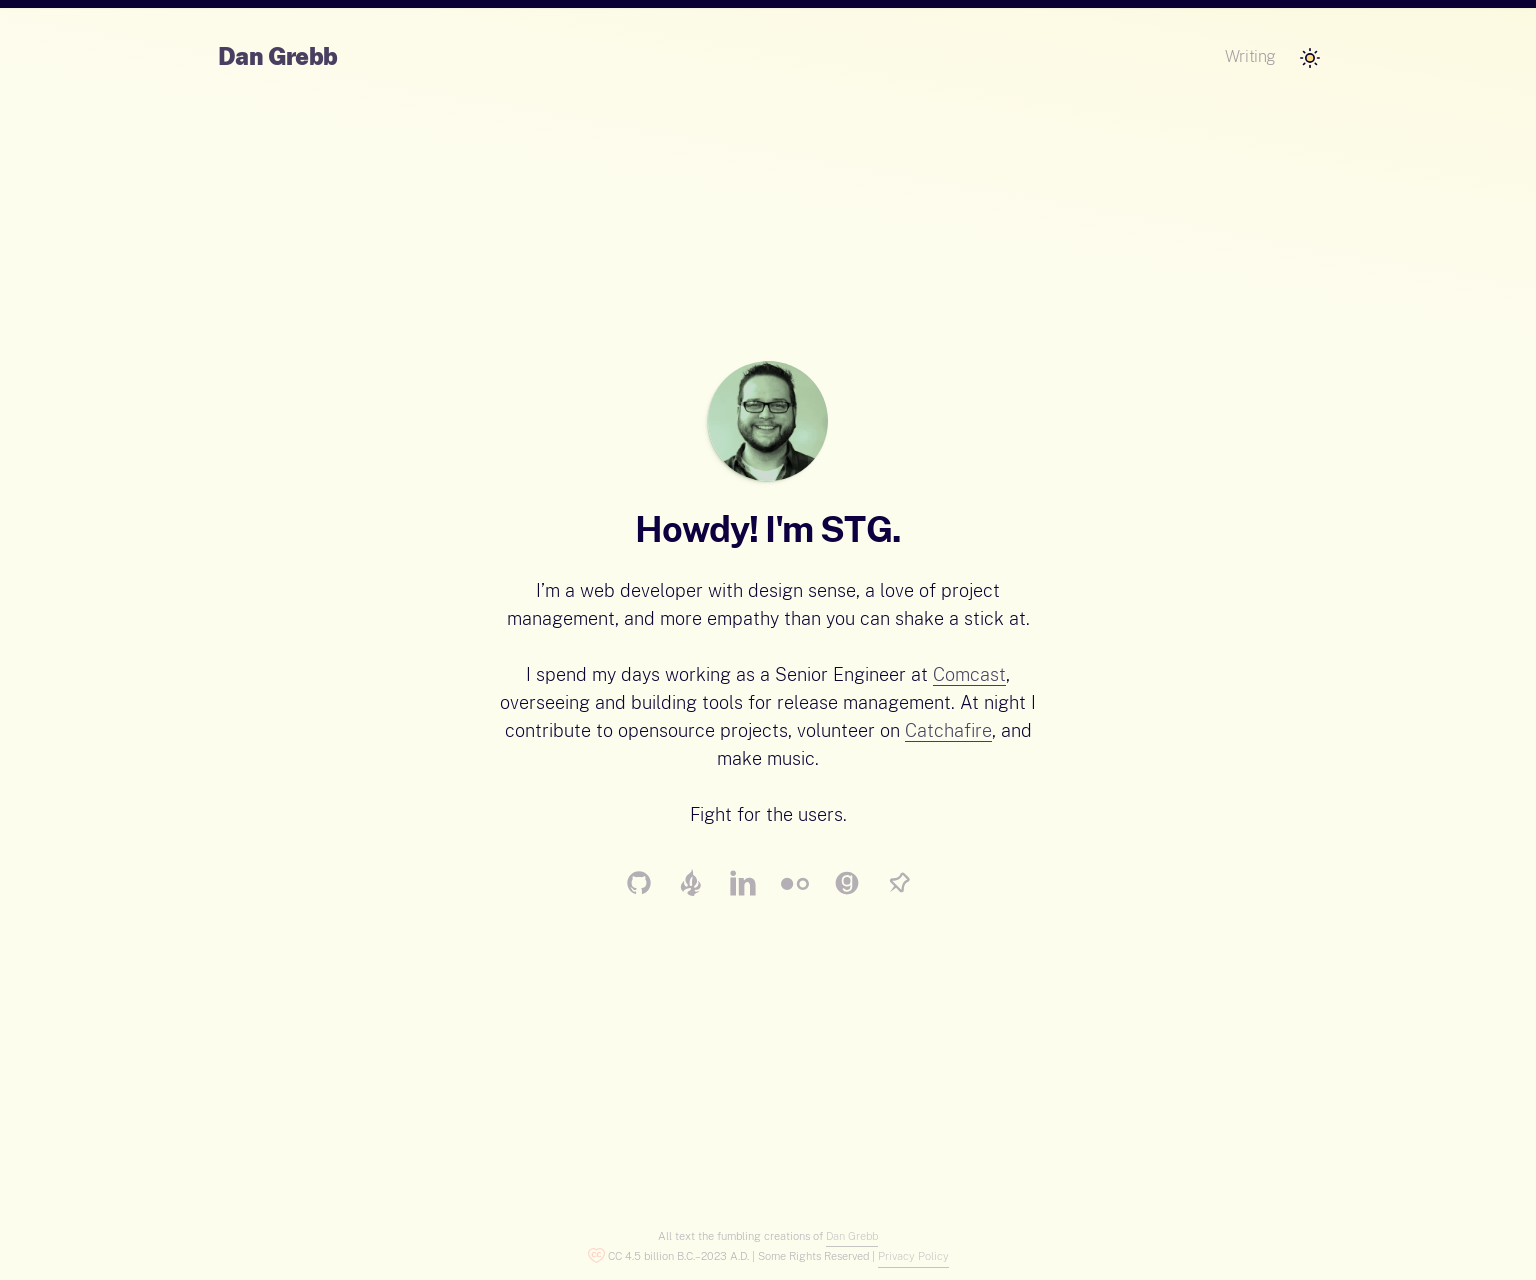 Dan Grebb
Writing
Howdy! I'm STG.
I’m a web developer with design sense, a love of project
management, and more empathy than you can shake a stick at.
I spend my days working as a Senior Engineer at Comcast,
overseeing and building tools for release management. At night I
contribute to opensource projects, volunteer on Catchafire, and
make music.
Fight for the users.
All text the fumbling creations of Dan Grebb
CC 4.5 billion B.C.–2023 A.D. | Some Rights Reserved | Privacy Policy